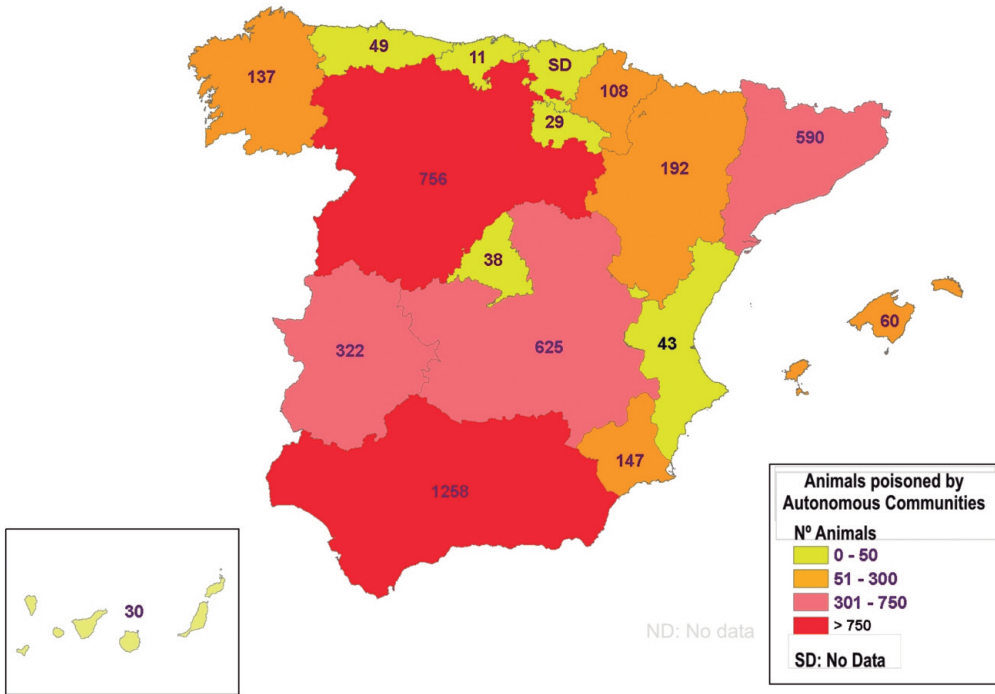 49
11
SD
137
108
29
590
192
756
38
60
322
625
43
147
1258
30
Animals poisoned by
Autonomous Communities
Nº Animals
0 - 50
51 - 300
301 - 750
> 750
ND: No data
SD: No Data